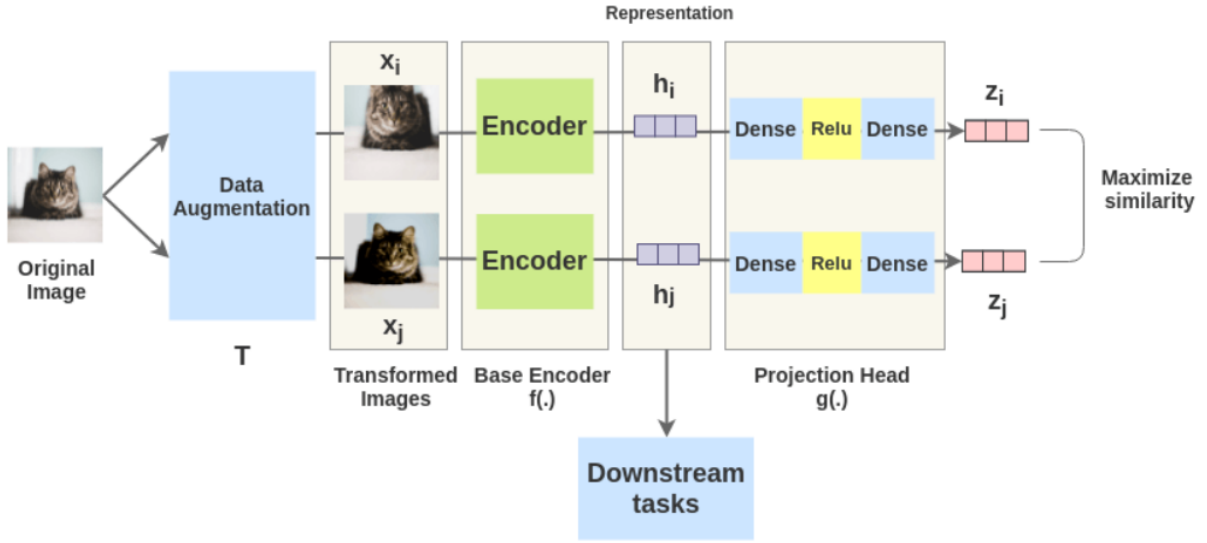 Representation
x_i
h_i
z_i
Encoder
Dense
Relu
Dense
Data
Augmentation
Maximize
similarity
Original
Image
Encoder
Dense
Relu
Dense
x_j
h_j
z_j
T
Transformed
Images
Base Encoder
f(.)
Projection Head
g(.)
Downstream
tasks